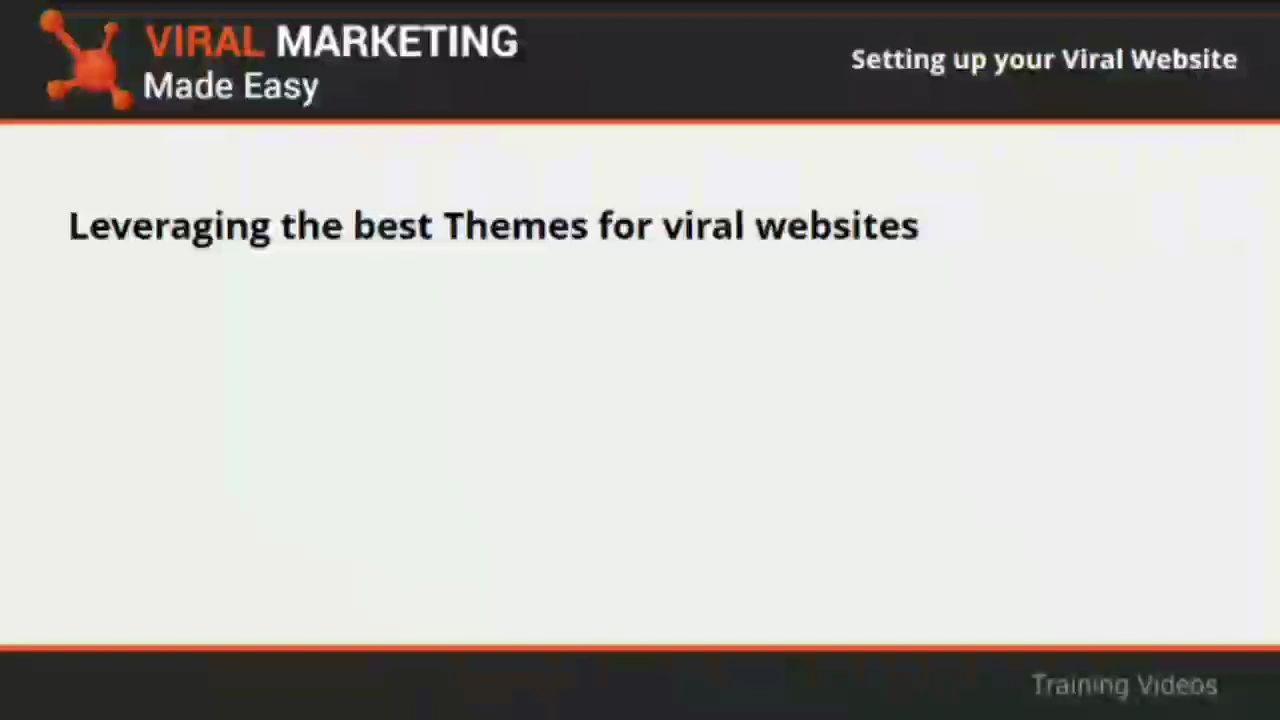 VIRAL MARKETING
Made Easy
Setting up your Viral Website
Leveraging the best Themes for viral websites
Training Videos